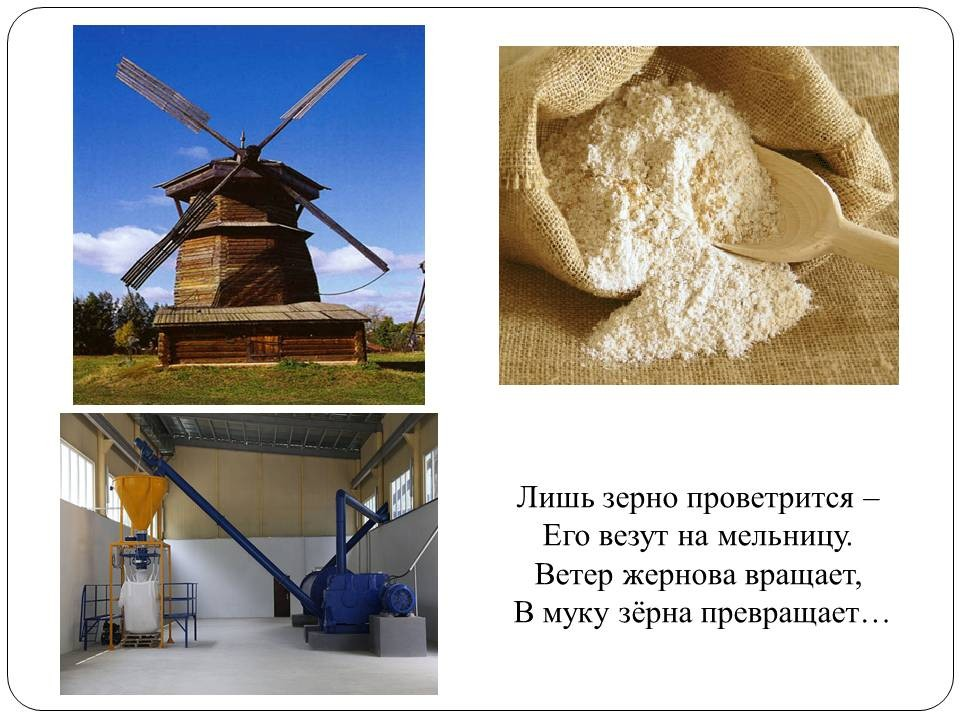 Лишь зерно проветрится –
Его везут на мельницу.
Ветер жернова вращает,
В муку зёрна превращает…